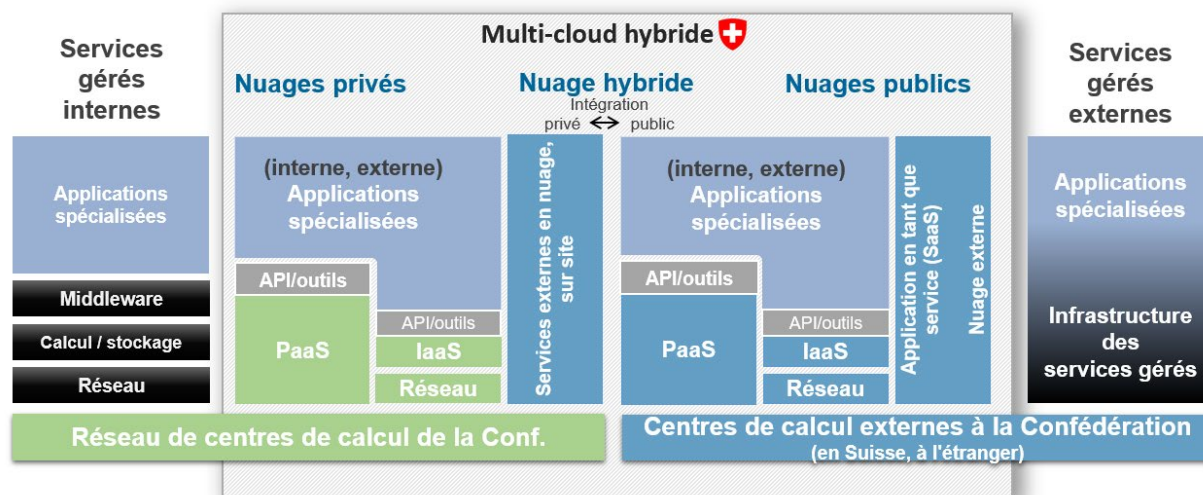 Multi-cloud hybride
Services
gérés
internes
Nuages privés
Nuage hybride
Intégration
privé ↔ public
Nuages publics
Services
gérés
externes
Applications
spécialisées
Middleware
Calcul / stockage
Réseau
(interne, externe)
Applications
spécialisées
API/outils
PaaS
API/outils
IaaS
Réseau
Services externes en nuage,
sur site
(interne, externe)
Applications
spécialisées
API/outils
PaaS
API/outils
IaaS
Réseau
Application en tant que
service (SaaS)
Nuage externe
Applications
spécialisées
Infrastructure
des
services gérés
Réseau de centres de calcul de la Conf.
Centres de calcul externes à la Confédération
(en Suisse, à l'étranger)